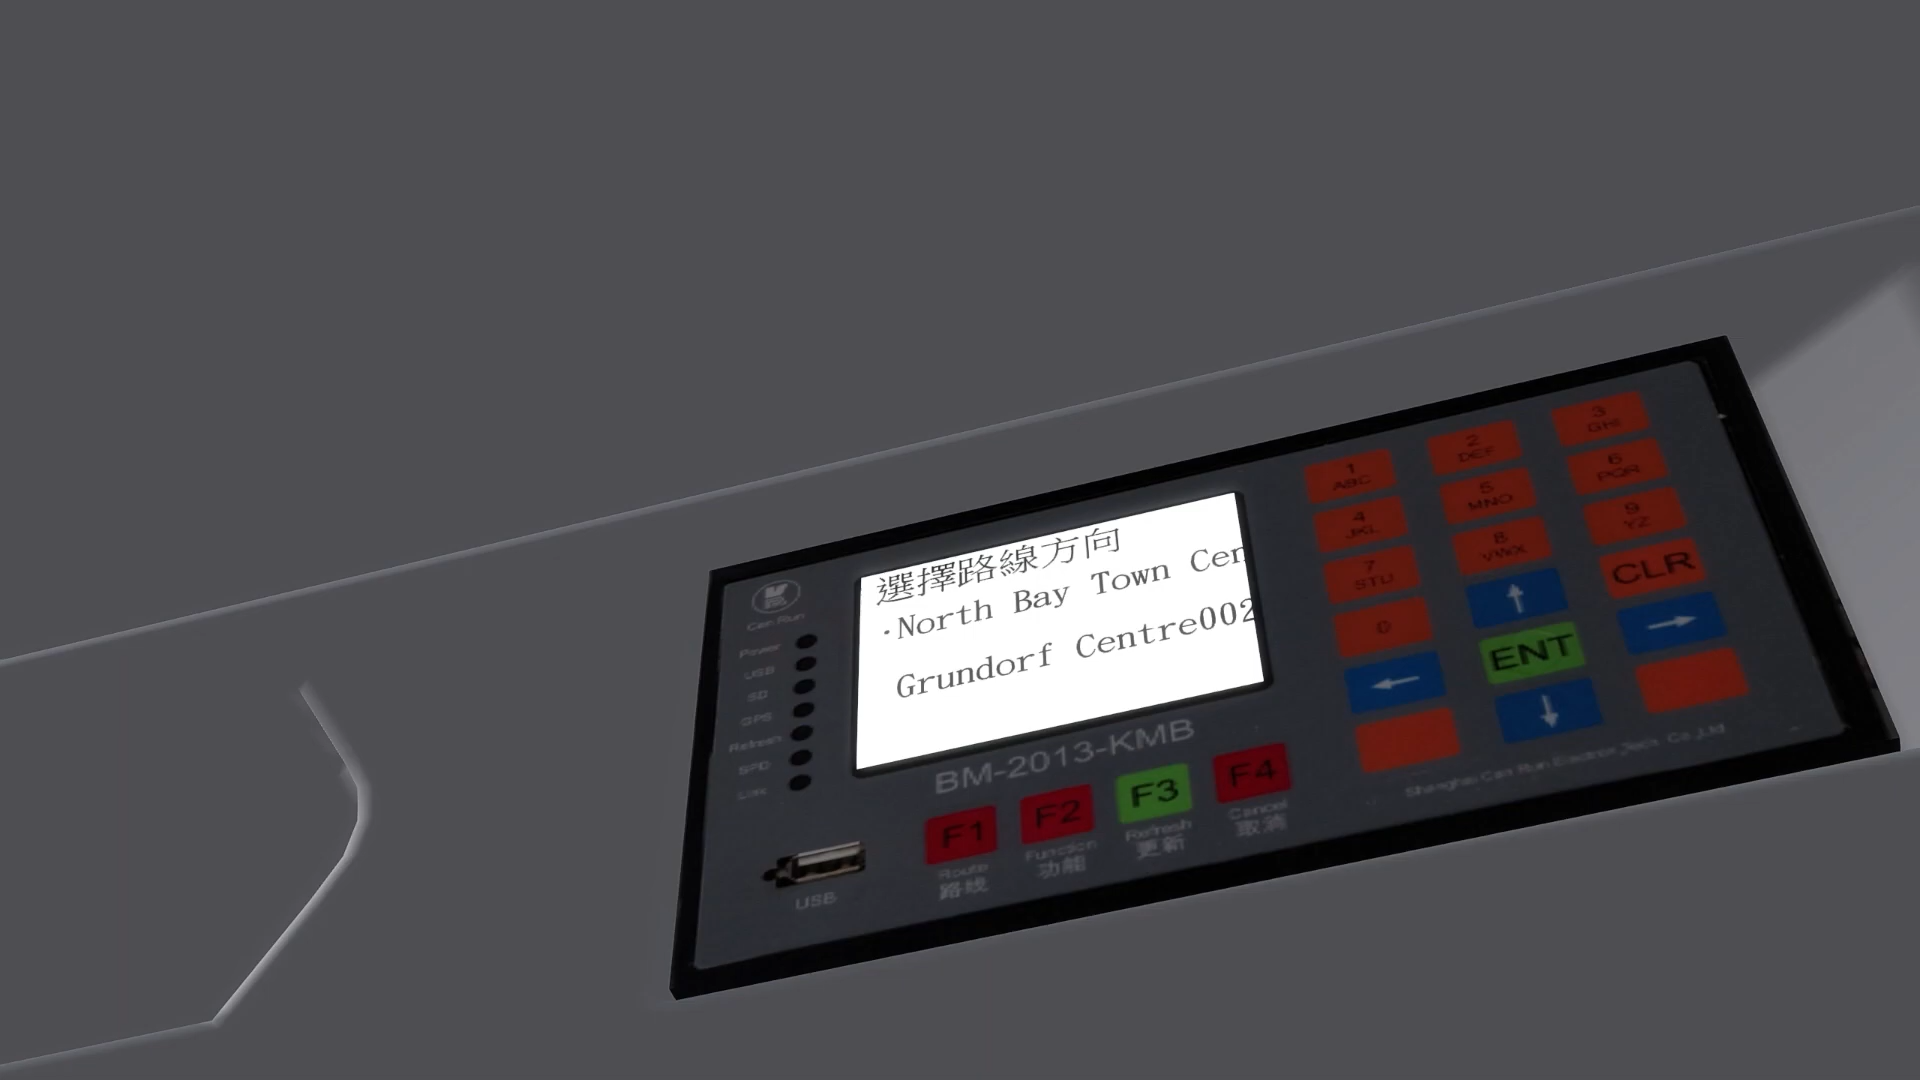 選擇路線方向
·North Bay Town Cen
Grundorf Centre002
Can Run
Power
USB
SD
GPS
Refresh
BM-2013-KMB
F1
Route
路线
F2
Function
功能
F3
Refresh
更新
F4
Cancel
取消
USB
1
ABC
2
DEF
3
GHI
4
JKL
5
MNO
6
PQR
7
STU
8
VWX
9
YZ
0
↑
CLR
←
ENT
→
↓